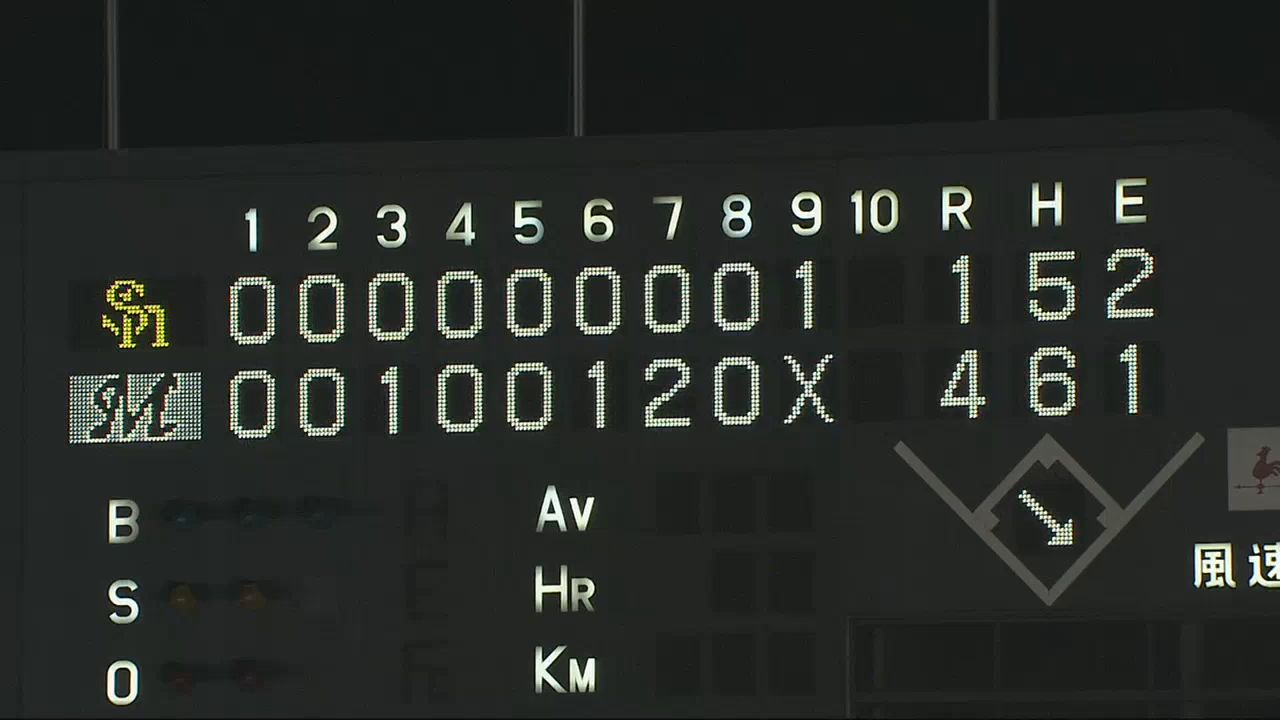 1 2 3 4 5 6 7 8 9 10 R H E
SH 0 0 0 0 0 0 0 0 1 1 5 2
M 0 0 1 0 0 1 2 0 X 4 6 1
B Av
S HR
風速
O KM